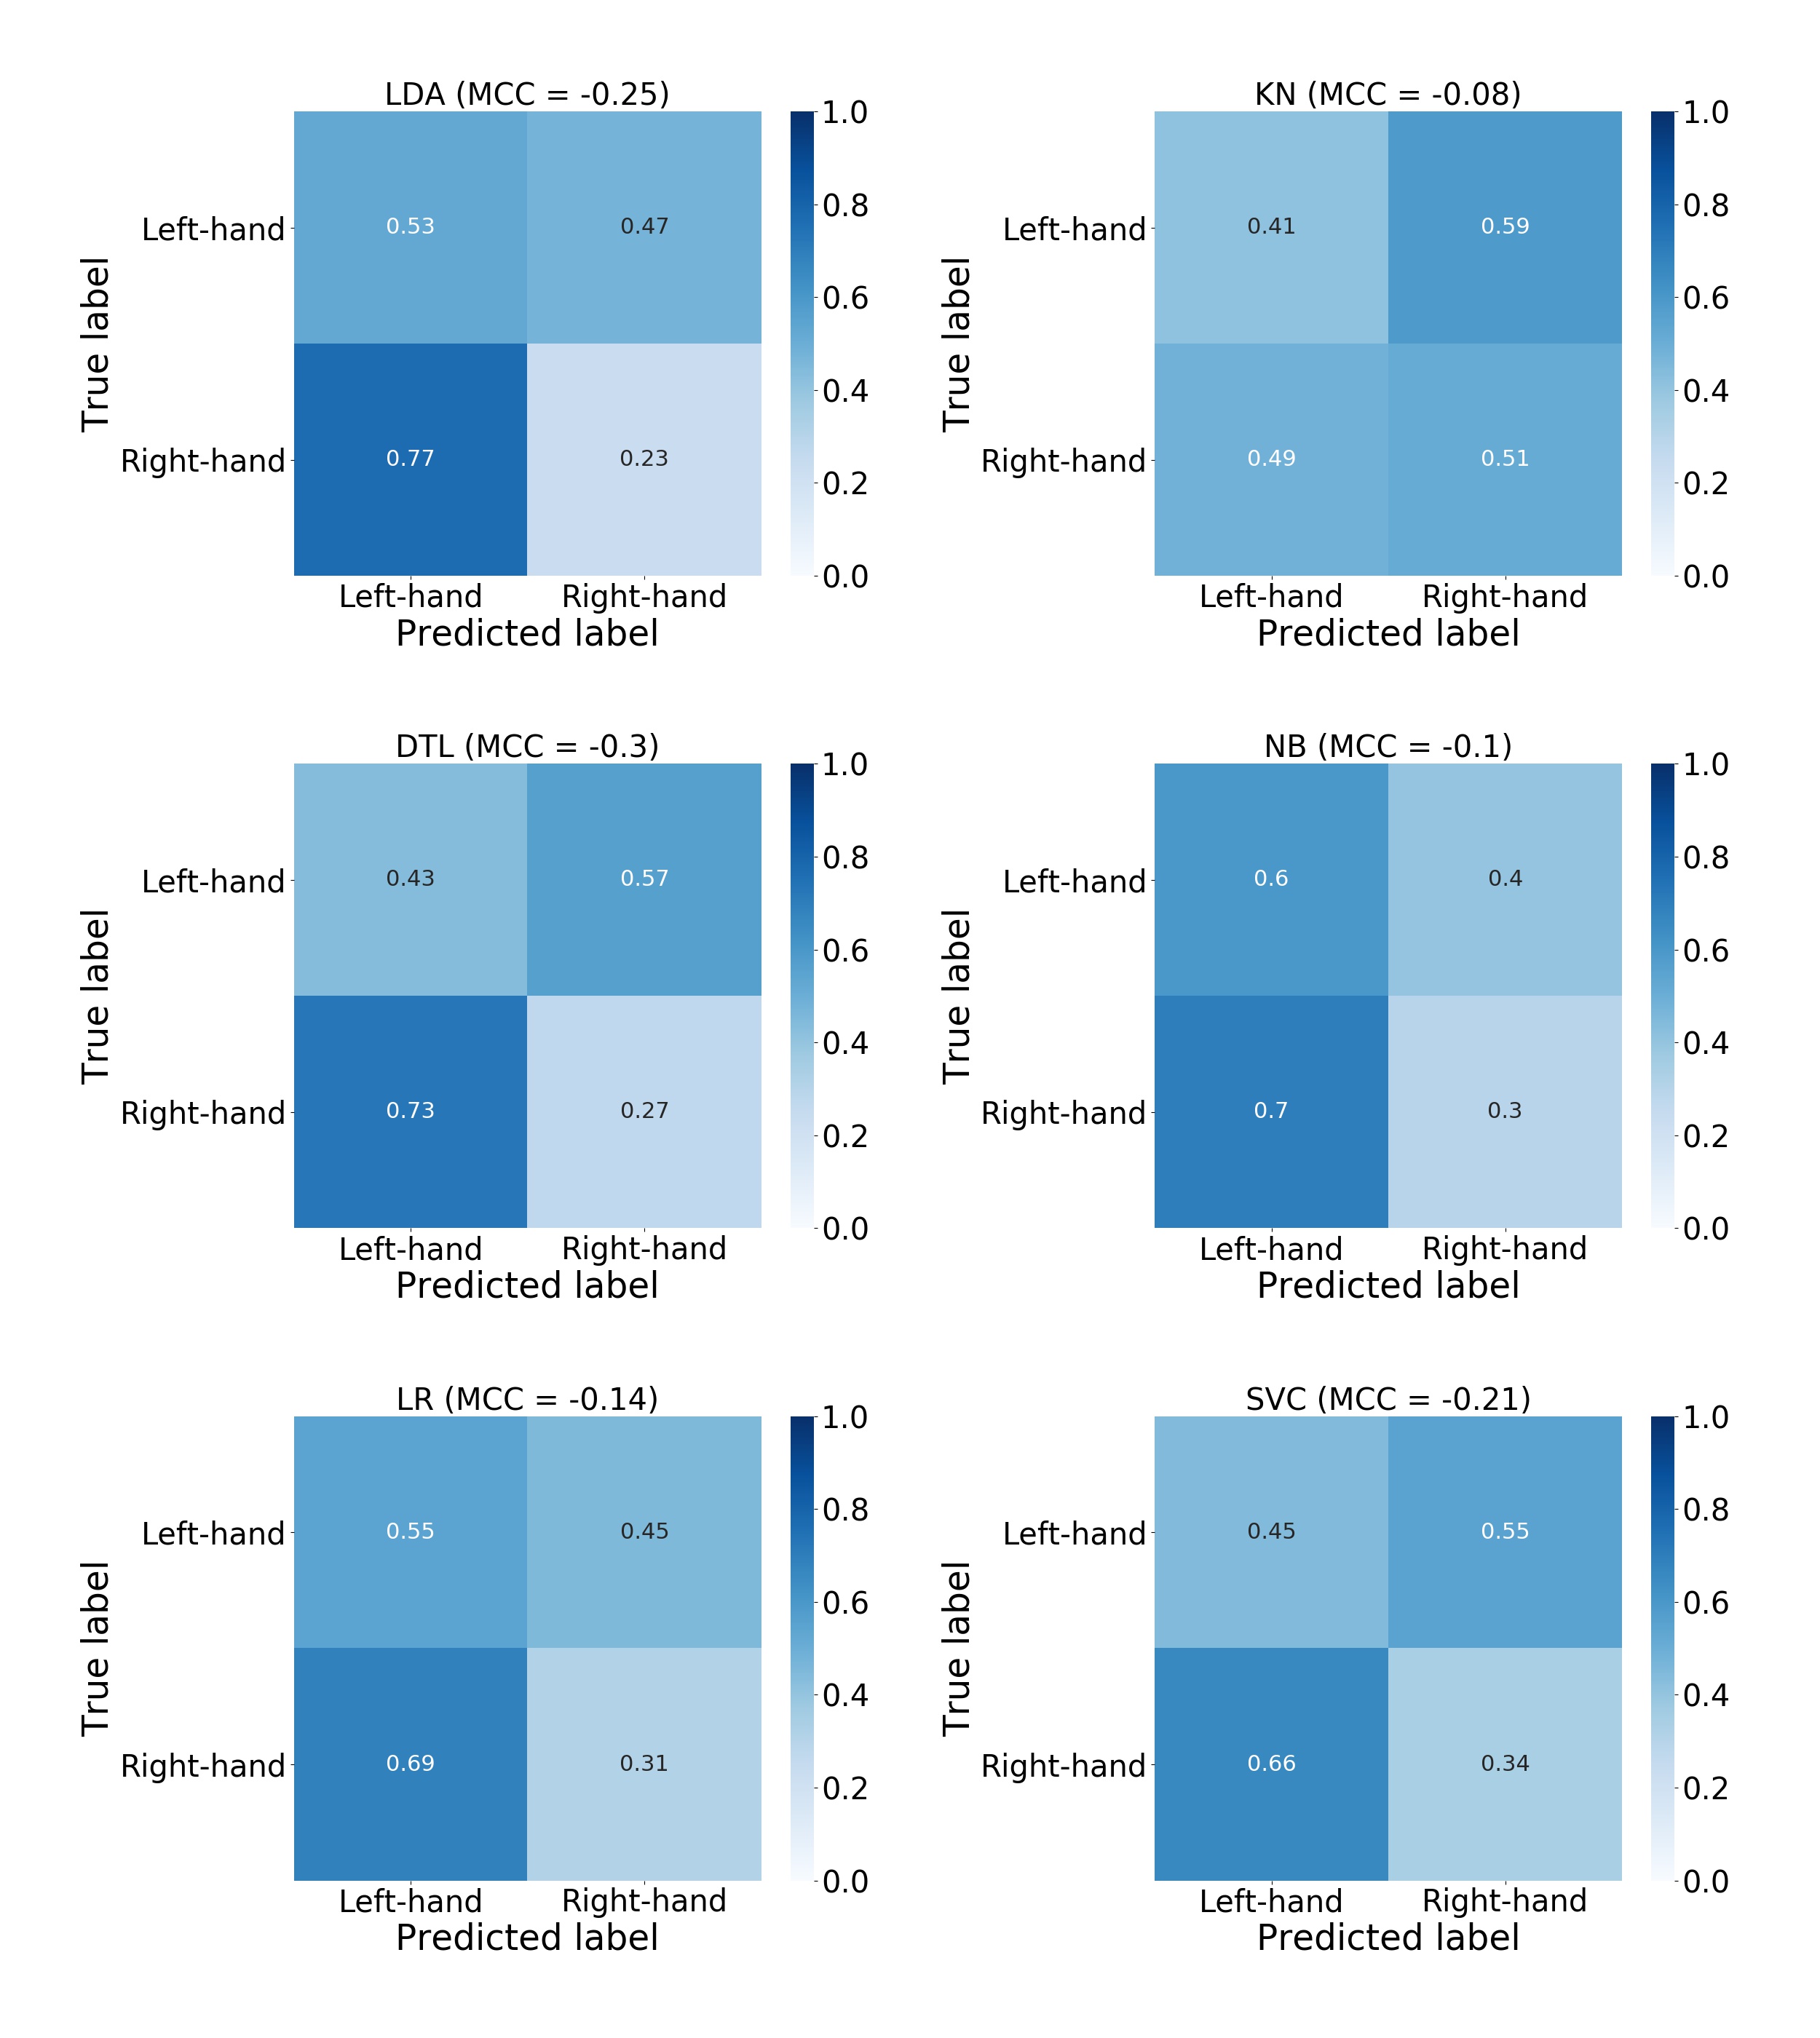 LDA (MCC = -0.25)
1.0
0.8
0.6
0.4
0.2
0.0
True label
Left-hand
0.53 0.47
Right-hand
0.77 0.23
Left-hand Right-hand
Predicted label
KN (MCC = -0.08)
1.0
0.8
0.6
0.4
0.2
0.0
True label
Left-hand
0.41 0.59
Right-hand
0.49 0.51
Left-hand Right-hand
Predicted label
DTL (MCC = -0.3)
1.0
0.8
0.6
0.4
0.2
0.0
True label
Left-hand
0.43 0.57
Right-hand
0.73 0.27
Left-hand Right-hand
Predicted label
NB (MCC = -0.1)
1.0
0.8
0.6
0.4
0.2
0.0
True label
Left-hand
0.6 0.4
Right-hand
0.7 0.3
Left-hand Right-hand
Predicted label
LR (MCC = -0.14)
1.0
0.8
0.6
0.4
0.2
0.0
True label
Left-hand
0.55 0.45
Right-hand
0.69 0.31
Left-hand Right-hand
Predicted label
SVC (MCC = -0.21)
1.0
0.8
0.6
0.4
0.2
0.0
True label
Left-hand
0.45 0.55
Right-hand
0.66 0.34
Left-hand Right-hand
Predicted label